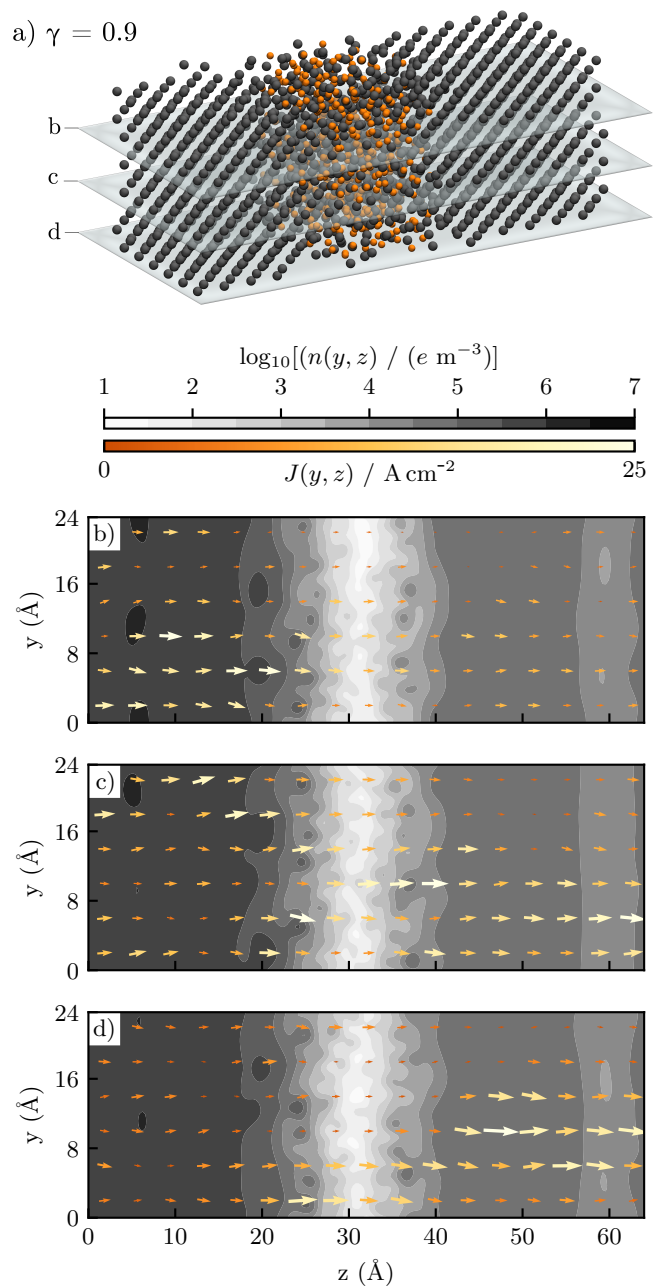 a) γ = 0.9
b
c
d
log₁₀[(n(y, z) / (e m⁻³)]
1 2 3 4 5 6 7
0 J(y, z) / A cm⁻² 25
b)
24
16
8
0
y (Å)
c)
24
16
8
0
y (Å)
d)
24
16
8
0
y (Å)
0 10 20 30 40 50 60
z (Å)